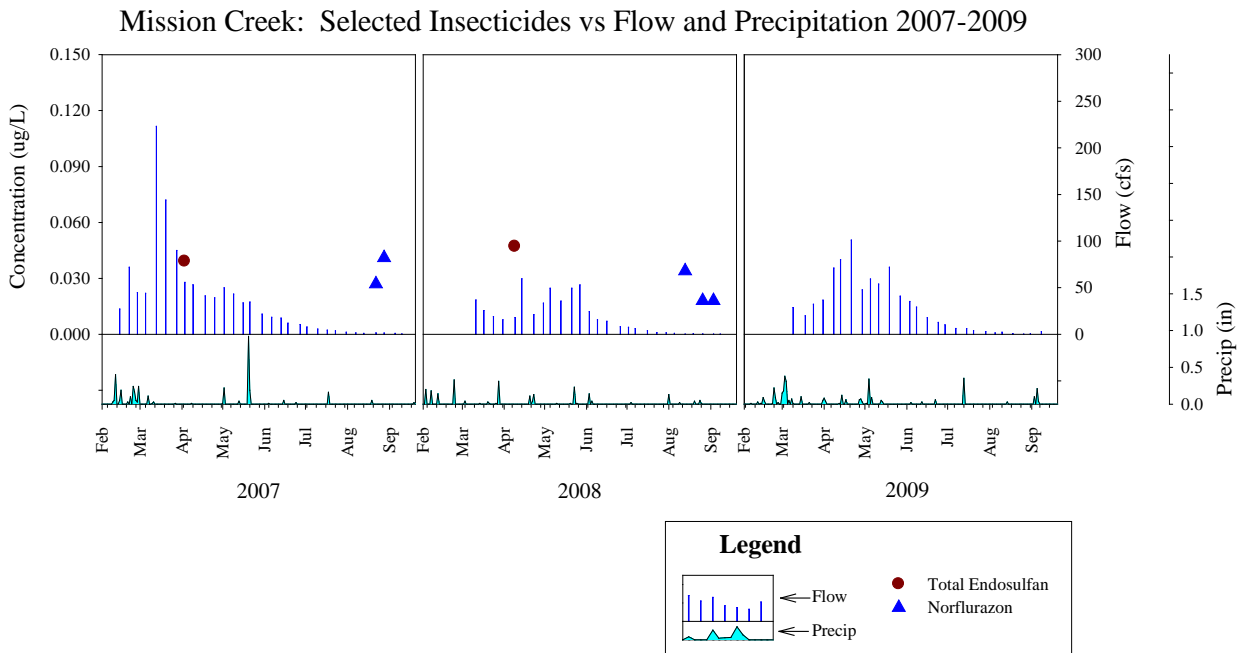 Mission Creek: Selected Insecticides vs Flow and Precipitation 2007-2009
Concentration (ug/L)
0.150
0.120
0.090
0.060
0.030
0.000
300
250
200
150
100
50
0
Flow (cfs)
1.5
1.0
0.5
0.0
Precip (in)
Feb Mar Apr May Jun Jul Aug Sep
Feb Mar Apr May Jun Jul Aug Sep
Feb Mar Apr May Jun Jul Aug Sep
2007
2008
2009
Legend
Flow
Precip
Total Endosulfan
Norflurazon